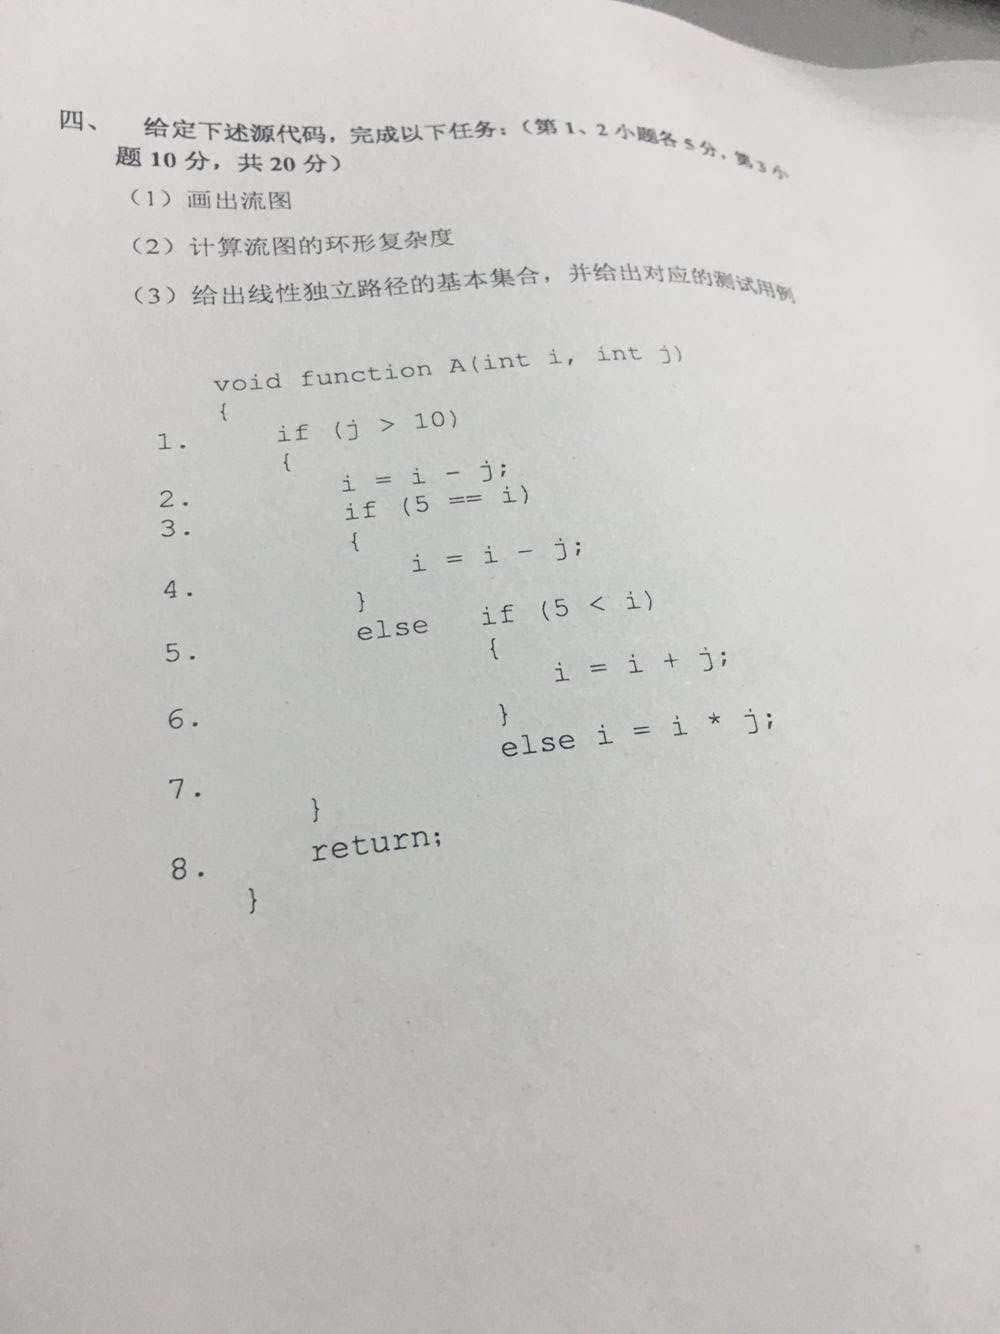 四、 给定下述源代码，完成以下任务：（第 1、2 小题各 5 分，第 3 小
题 10 分，共 20 分）
（1）画出流图
（2）计算流图的环形复杂度
（3）给出线性独立路径的基本集合，并给出对应的测试用例
void function A(int i, int j)
{
1. if (j > 10)
{
2. i = i - j;
3. if (5 == i)
{
4. i = i - j;
}
5. else if (5 < i)
{
6. i = i + j;
}
7. else i = i * j;
}
8. return;
}